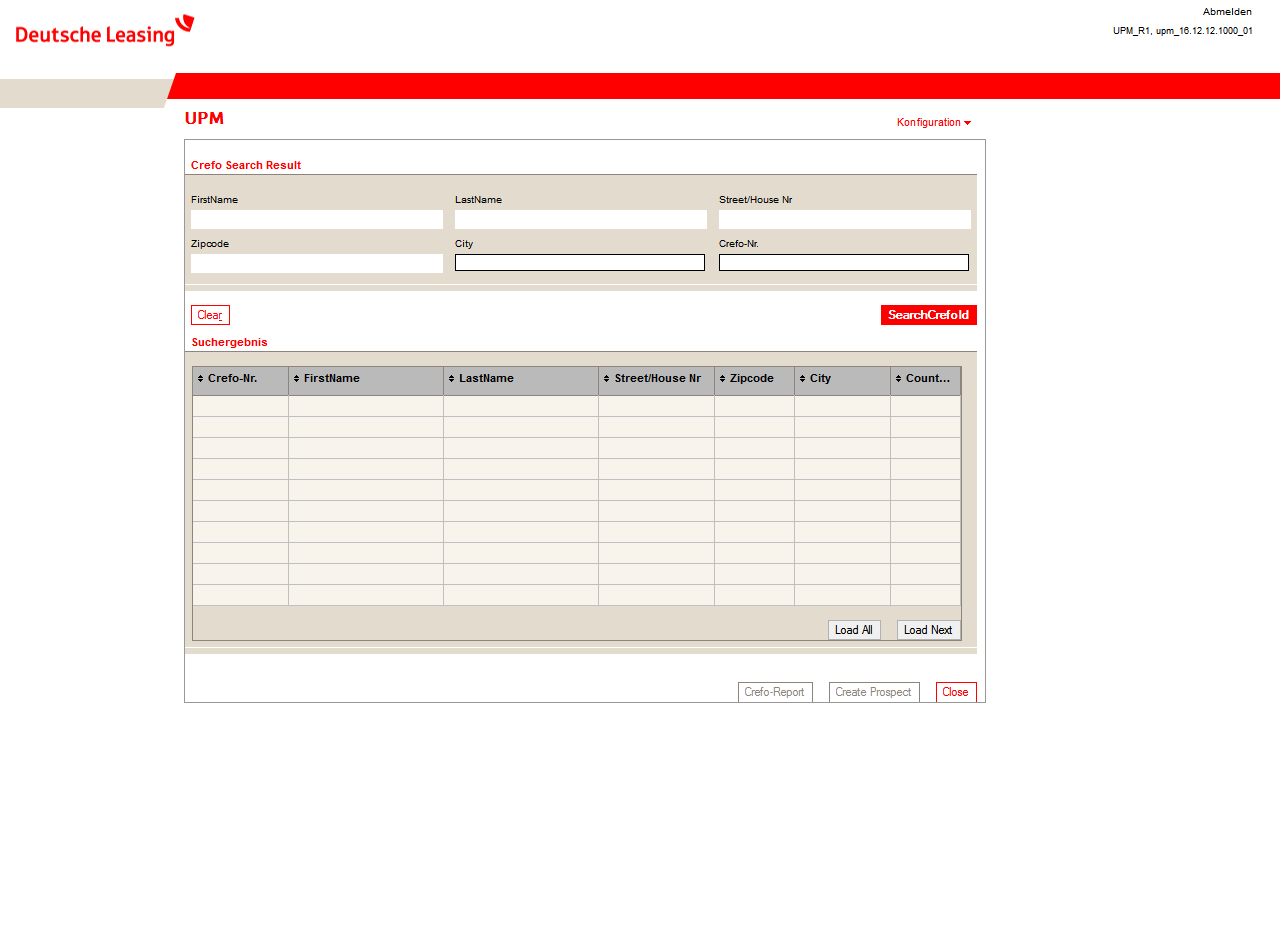 Deutsche Leasing
Abmelden
UPM_R1, upm_16.12.12.1000_01
UPM
Konfiguration
Crefo Search Result
FirstName LastName Street/House Nr
Zipcode City Crefo-Nr.
Clear SearchCrefoId
Suchergebnis
Crefo-Nr. FirstName LastName Street/House Nr Zipcode City Count...
Load All Load Next
Crefo-Report Create Prospect Close